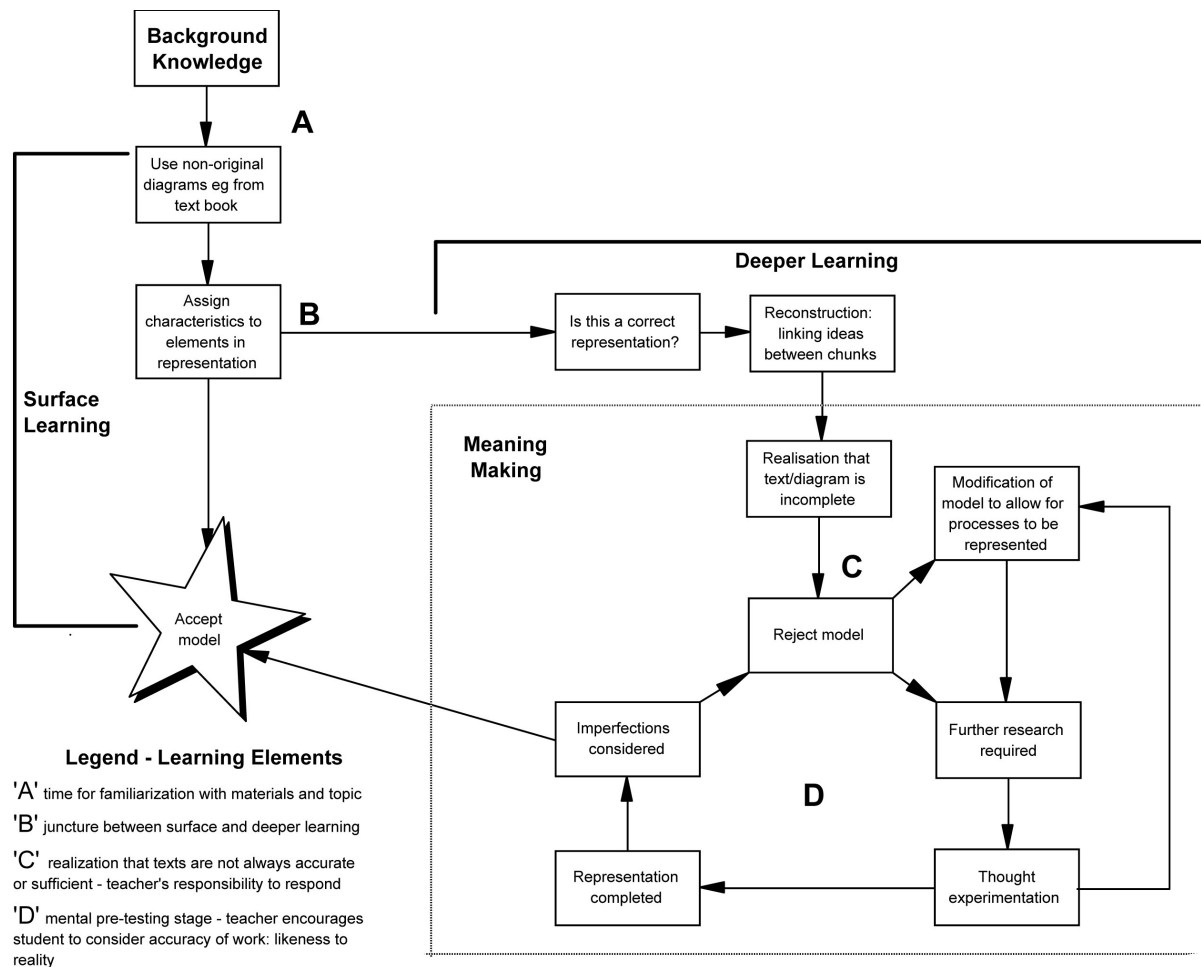 Background
Knowledge
A
Use non-original
diagrams eg from
text book
Assign
characteristics to
elements in
representation
B
Surface
Learning
Accept
model
Deeper Learning
Is this a correct
representation?
Reconstruction:
linking ideas
between chunks
Meaning
Making
Realisation that
text/diagram is
incomplete
Modification of
model to allow for
processes to be
represented
C
Reject model
Imperfections
considered
Further research
required
D
Representation
completed
Thought
experimentation
Legend - Learning Elements
'A' time for familiarization with materials and topic
'B' juncture between surface and deeper learning
'C' realization that texts are not always accurate
or sufficient - teacher's responsibility to respond
'D' mental pre-testing stage - teacher encourages
student to consider accuracy of work: likeness to
reality